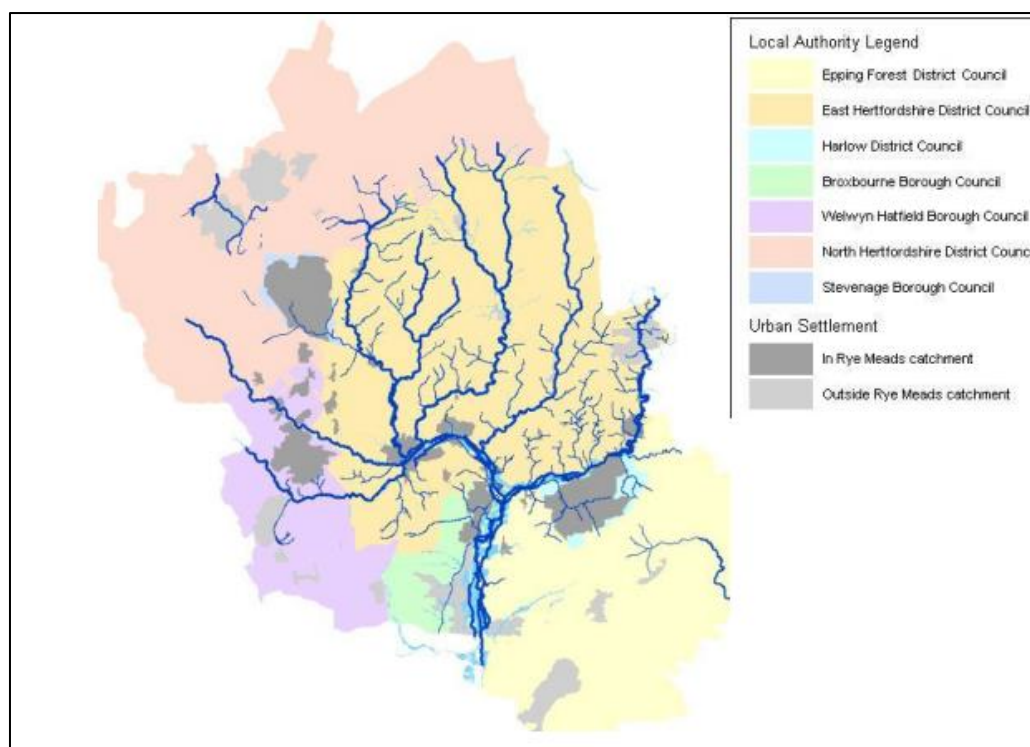 Local Authority Legend
Epping Forest District Council
East Hertfordshire District Council
Harlow District Council
Broxbourne Borough Council
Welwyn Hatfield Borough Council
North Hertfordshire District Counc
Stevenage Borough Council
Urban Settlement
In Rye Meads catchment
Outside Rye Meads catchment